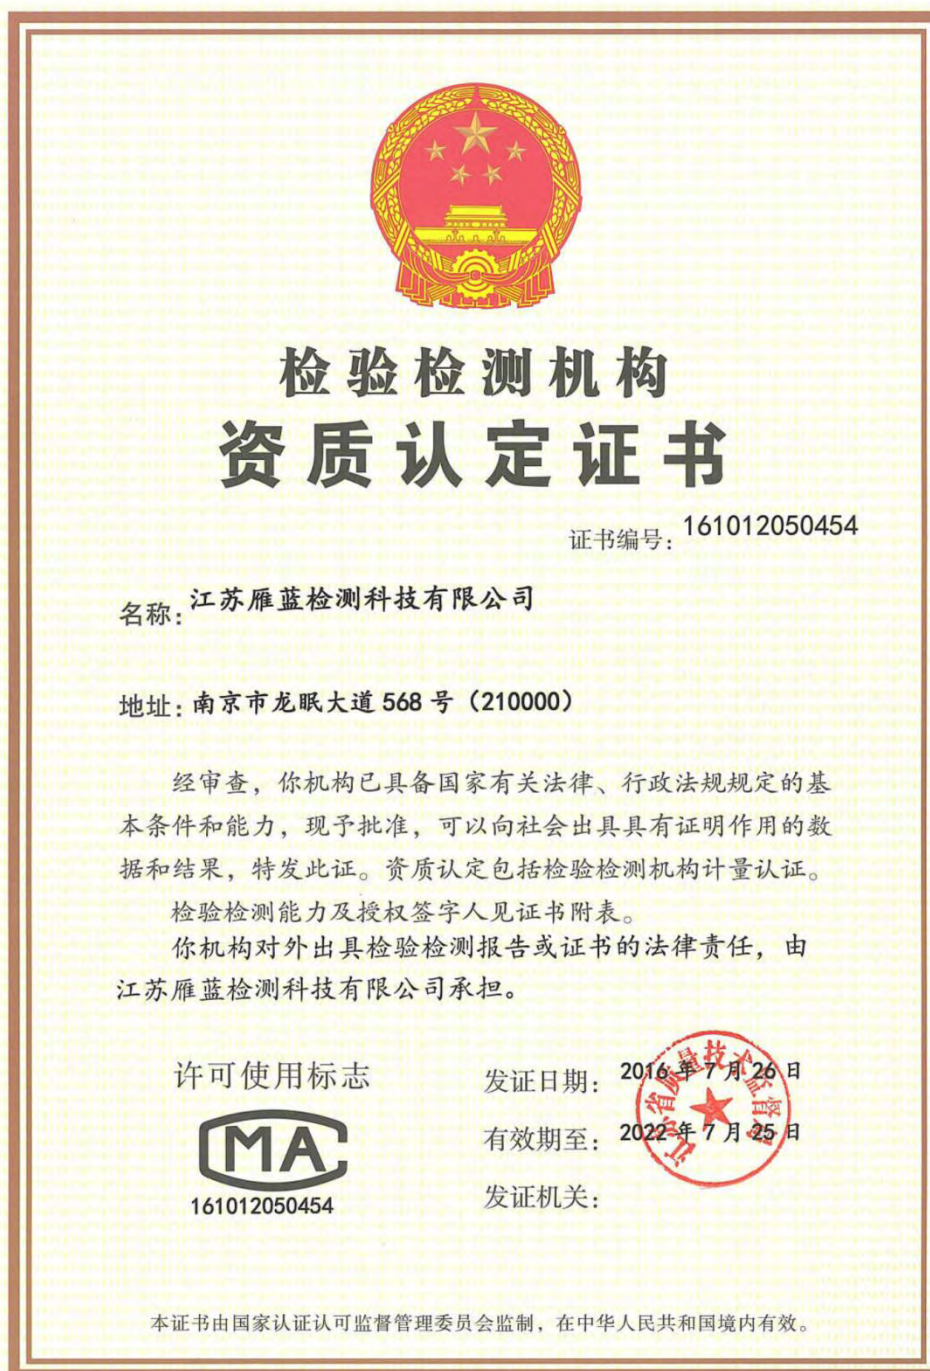 检验检测机构
资质认定证书
证书编号：161012050454
名称：江苏雁蓝检测科技有限公司
地址：南京市龙眠大道568号（210000）
经审查，你机构已具备国家有关法律、行政法规规定的基
本条件和能力，现予批准，可以向社会出具具有证明作用的数
据和结果，特发此证。资质认定包括检验检测机构计量认证。
检验检测能力及授权签字人见证书附表。
你机构对外出具检验检测报告或证书的法律责任，由
江苏雁蓝检测科技有限公司承担。
许可使用标志
MA
161012050454
发证日期：2016年7月26日
有效期至：2022年7月25日
发证机关：
江苏省质量技术监督局
本证书由国家认证认可监督管理委员会监制，在中华人民共和国境内有效。